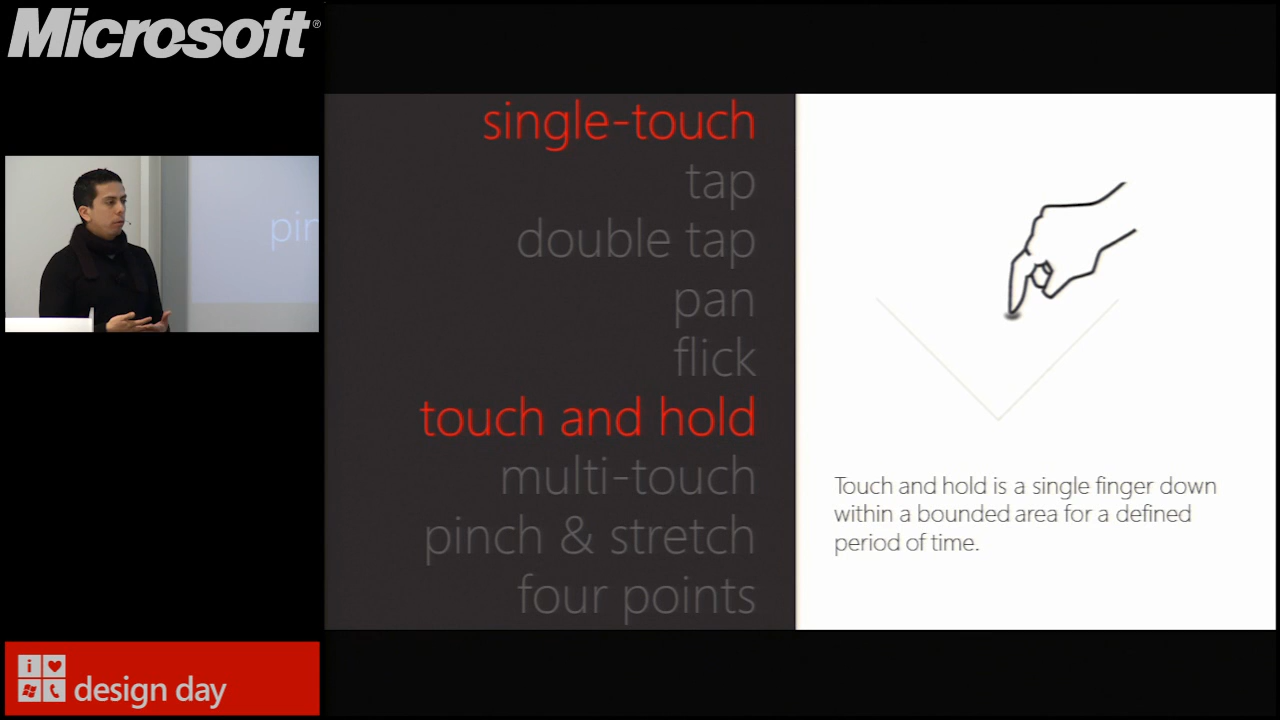 Microsoft®
pin
single-touch
tap
double tap
pan
flick
touch and hold
multi-touch
pinch & stretch
four points
Touch and hold is a single finger down
within a bounded area for a defined
period of time.
i
design day